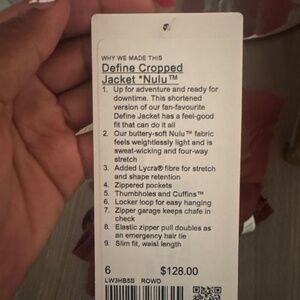 WHY WE MADE THIS
Define Cropped
Jacket *Nulu™
1. Up for adventure and ready for
downtime. This shortened
version of our fan-favourite
Define Jacket has a feel-good
fit that can do it all
2. Our buttery-soft Nulu™ fabric
feels weightlessly light and is
sweat-wicking and four-way
stretch
3. Added Lycra® fibre for stretch
and shape retention
4. Zippered pockets
5. Thumbholes and Cuffins™
6. Locker loop for easy hanging
7. Zipper garage keeps chafe in
check
8. Elastic zipper pull doubles as
an emergency hair tie
9. Slim fit, waist length
6 $128.00
LW3HB5S ROWD